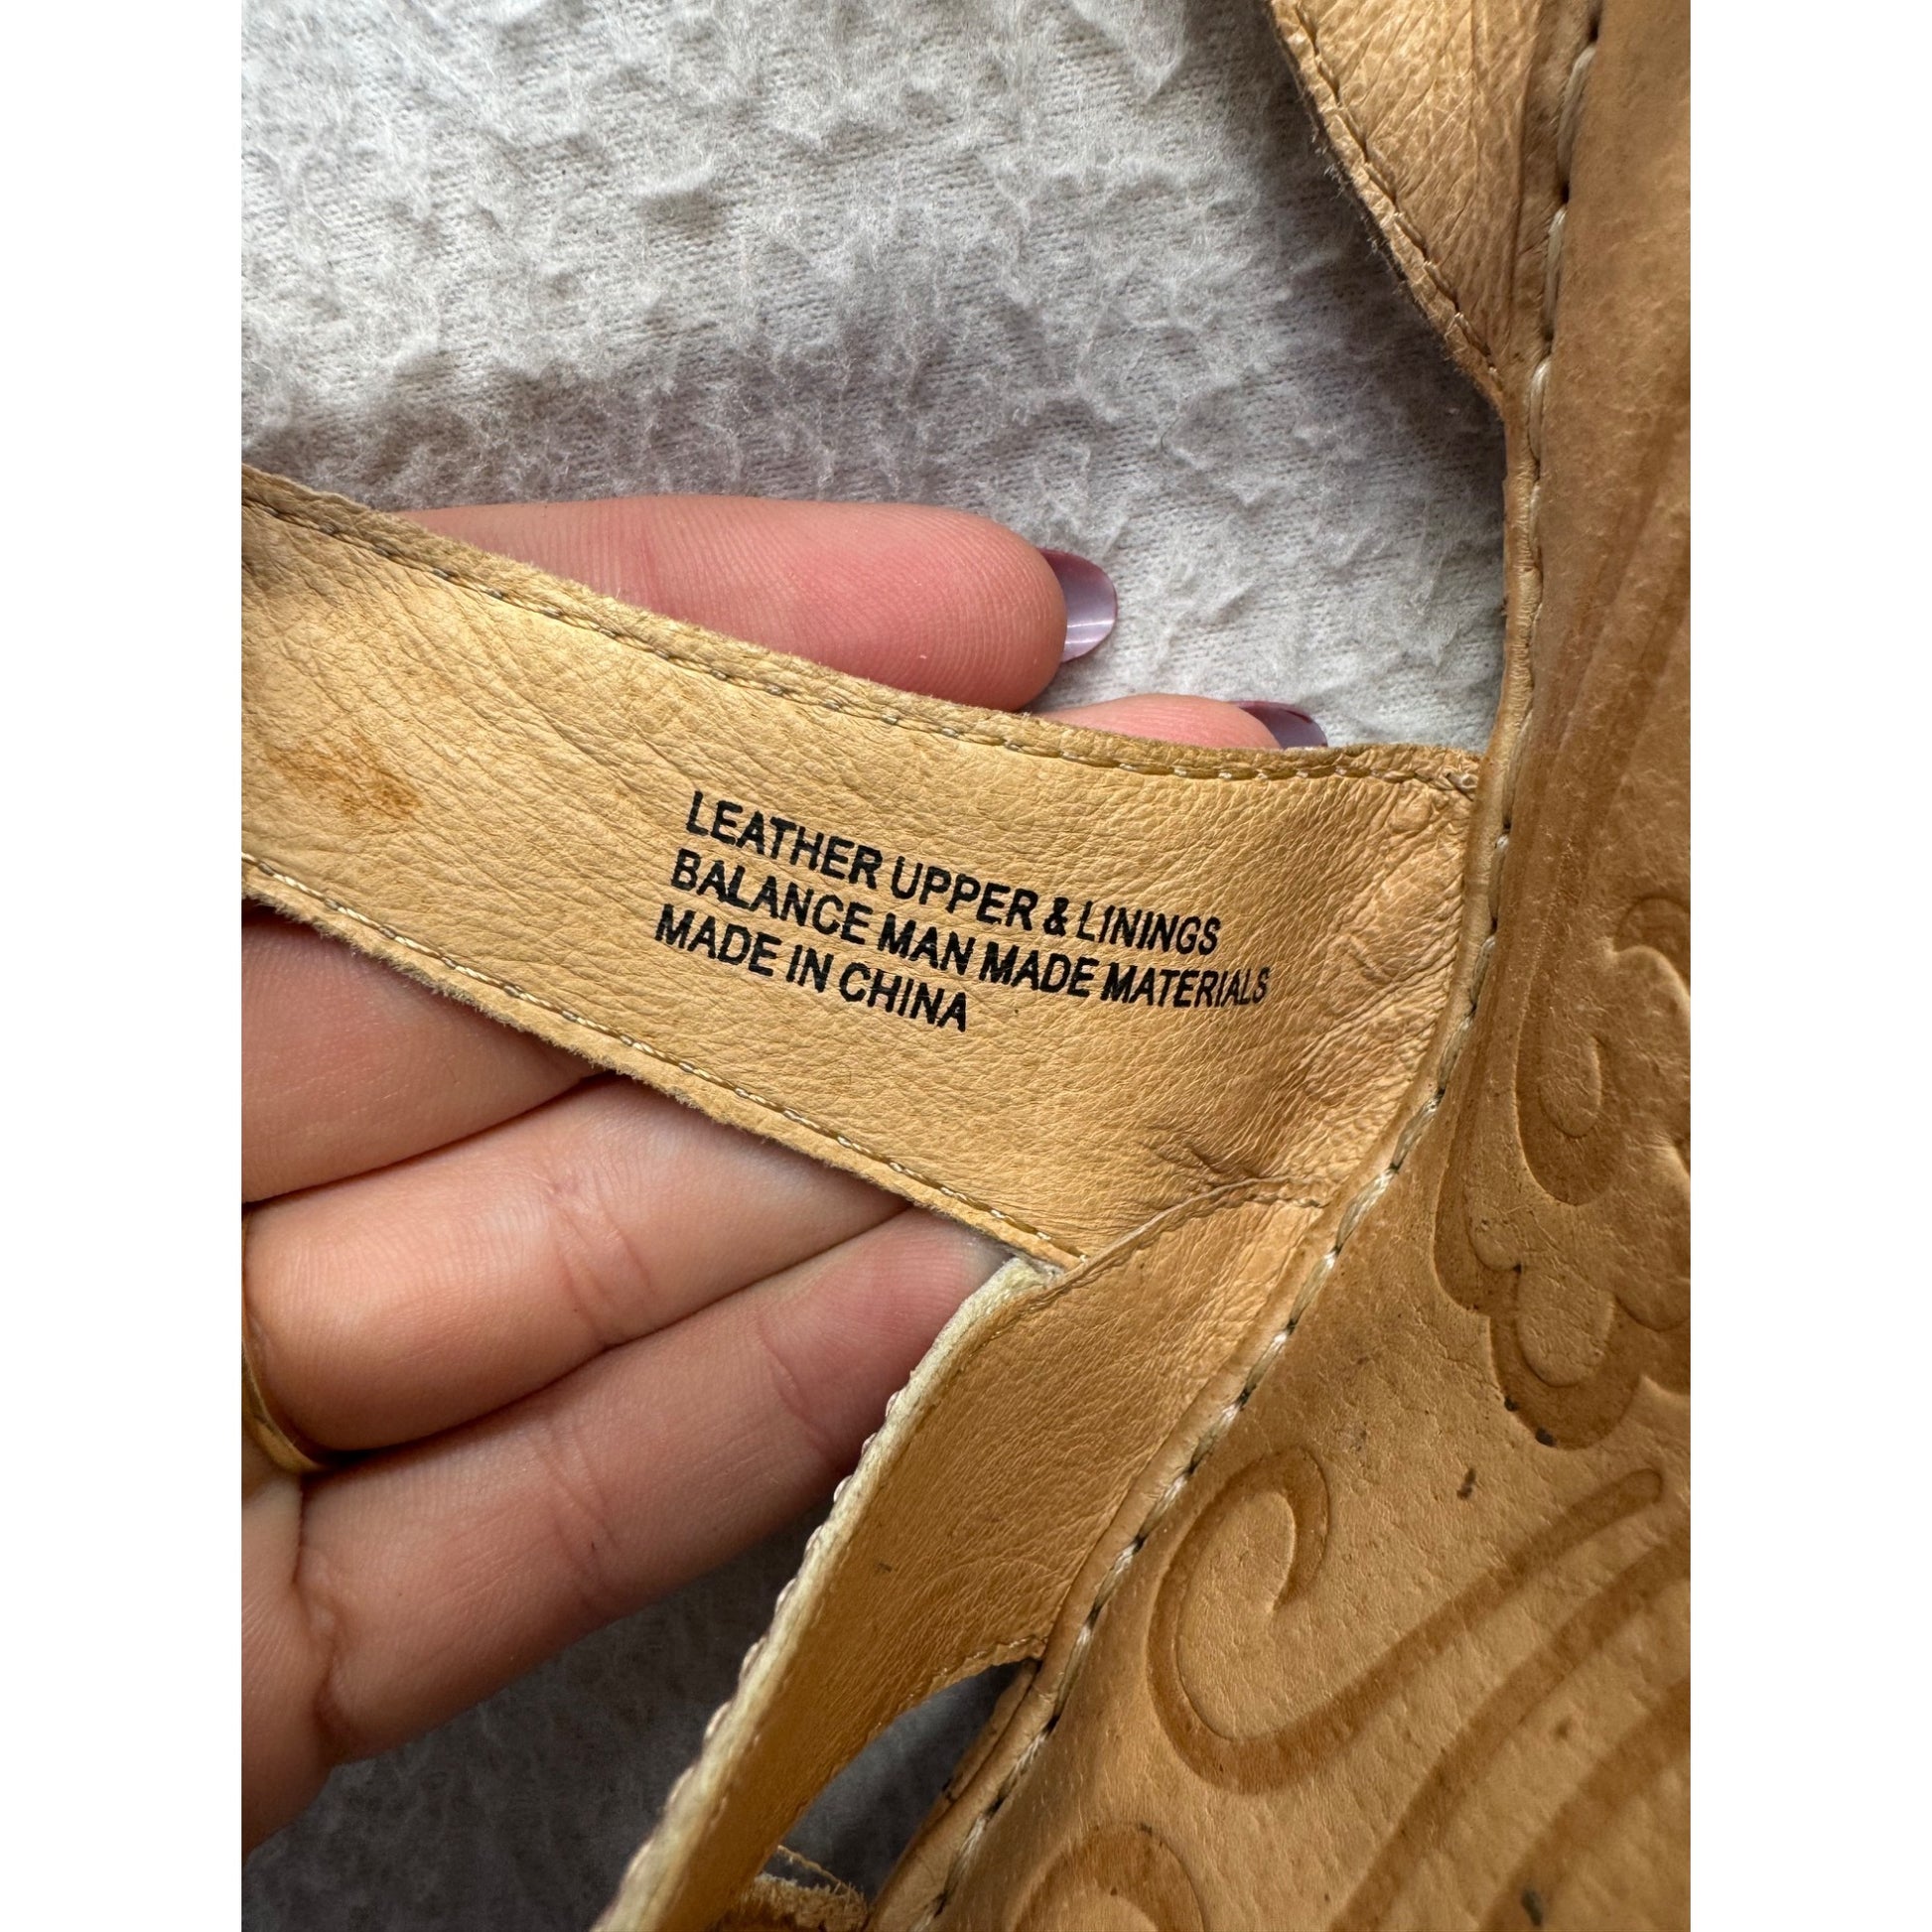 LEATHER UPPER & LININGS
BALANCE MAN MADE MATERIALS
MADE IN CHINA